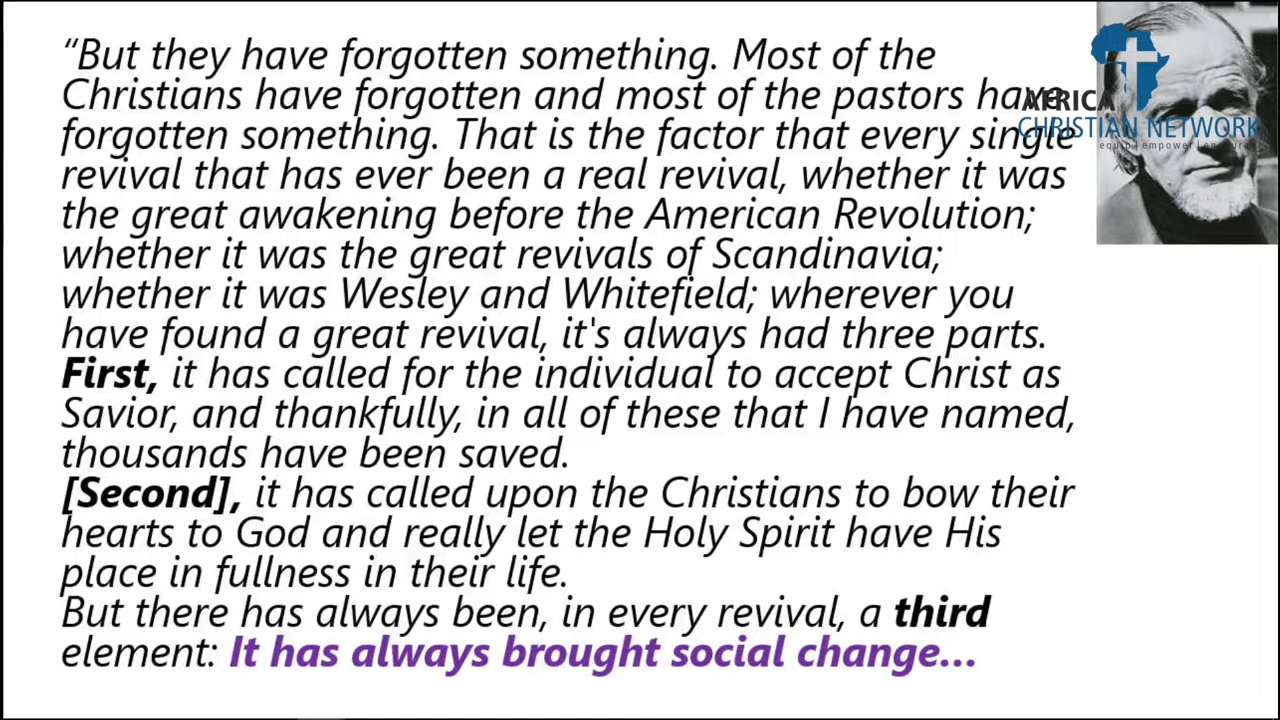 “But they have forgotten something. Most of the
Christians have forgotten and most of the pastors have
forgotten something. That is the factor that every single
revival that has ever been a real revival, whether it was
the great awakening before the American Revolution;
whether it was the great revivals of Scandinavia;
whether it was Wesley and Whitefield; wherever you
have found a great revival, it's always had three parts.
First, it has called for the individual to accept Christ as
Savior, and thankfully, in all of these that I have named,
thousands have been saved.
[Second], it has called upon the Christians to bow their
hearts to God and really let the Holy Spirit have His
place in fullness in their life.
But there has always been, in every revival, a third
element: It has always brought social change...
AFRICA
CHRISTIAN NETWORK
equip|empower|